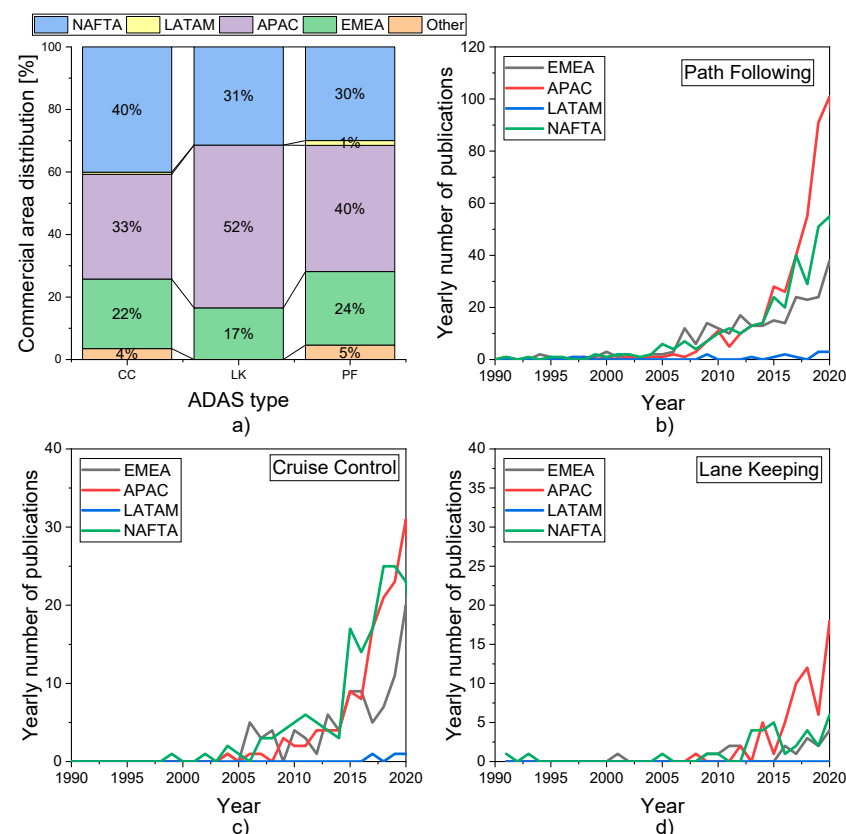 NAFTA LATAM APAC EMEA Other
Commercial area distribution [%]
100
80
60
40
20
0
40% 31% 30%
1%
33% 52% 40%
22% 17% 24%
4% 5%
CC LK PF
ADAS type
a)
Path Following
EMEA
APAC
LATAM
NAFTA
Yearly number of publications
120
100
80
60
40
20
0
1990 1995 2000 2005 2010 2015 2020
Year
b)
Cruise Control
EMEA
APAC
LATAM
NAFTA
Yearly number of publications
40
30
20
10
0
1990 1995 2000 2005 2010 2015 2020
Year
c)
Lane Keeping
EMEA
APAC
LATAM
NAFTA
Yearly number of publications
40
35
30
25
20
15
10
5
0
1990 1995 2000 2005 2010 2015 2020
Year
d)